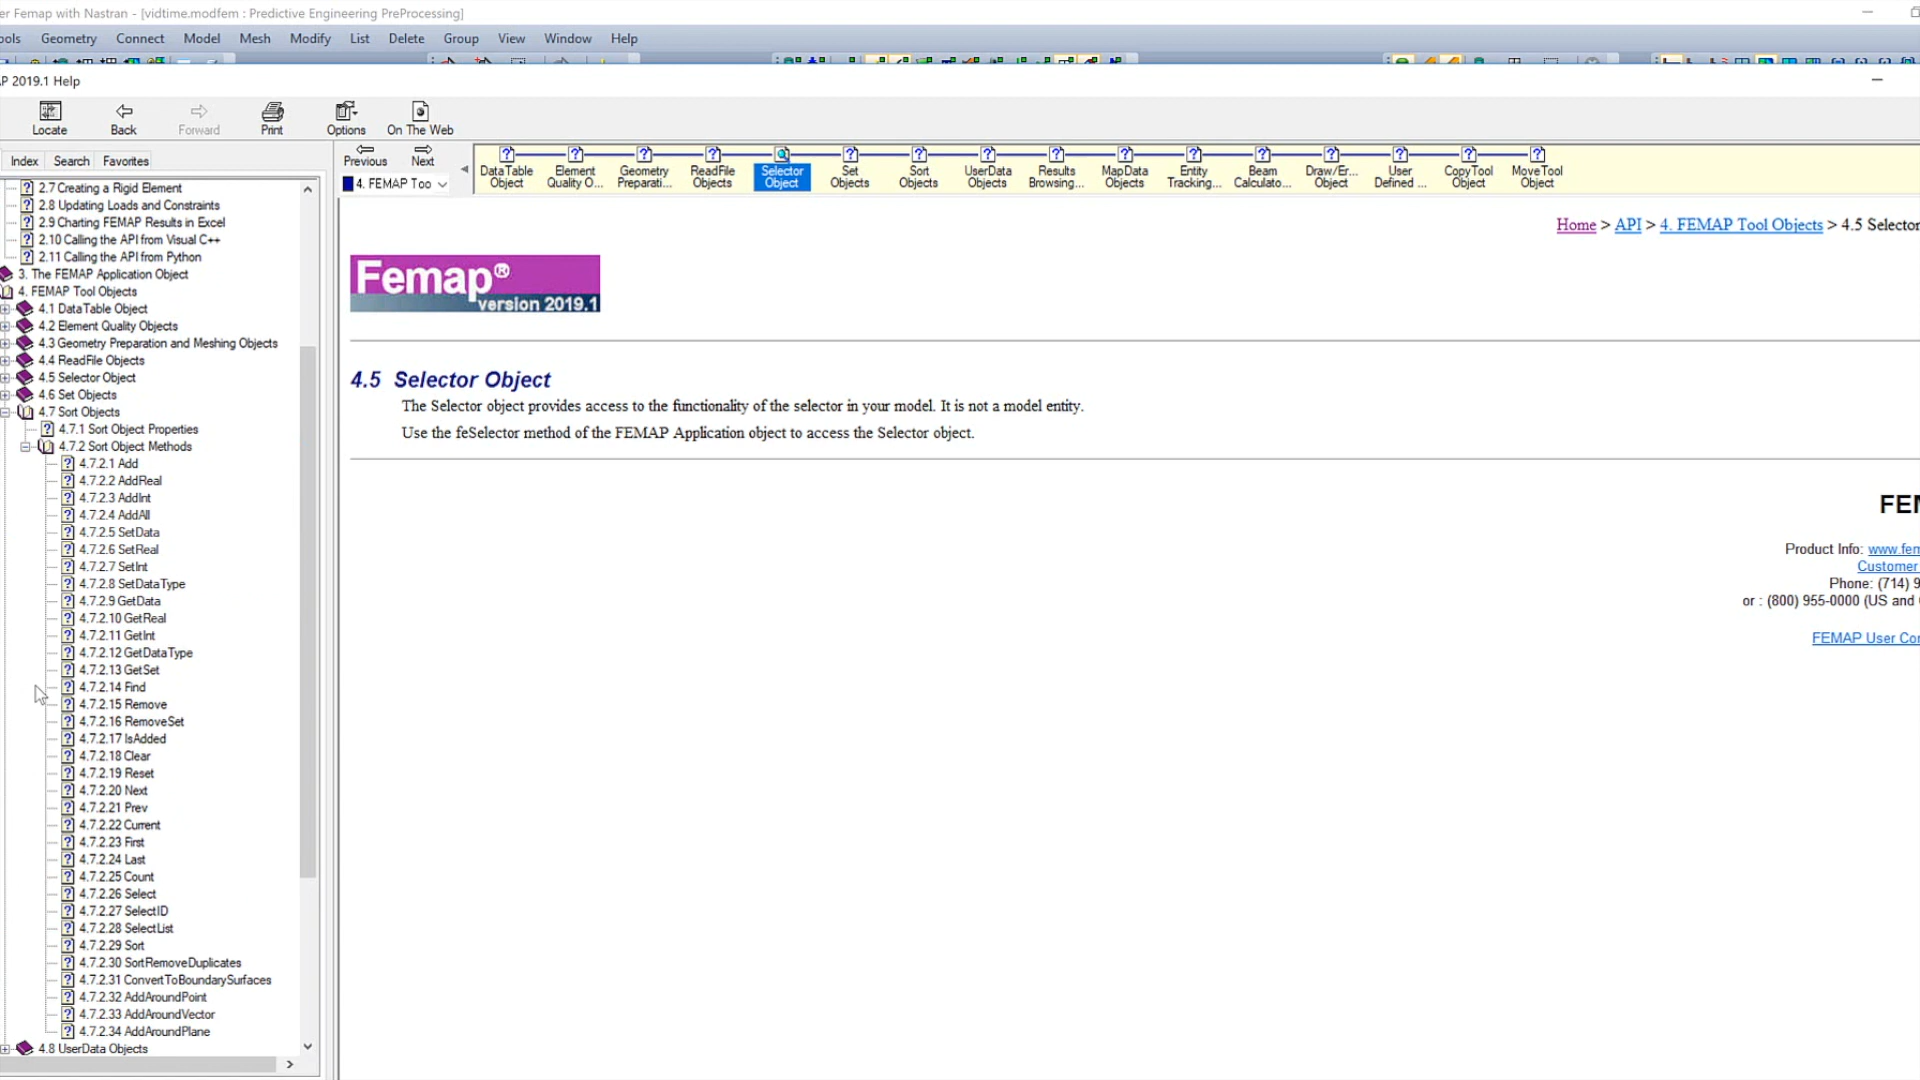 er Femap with Nastran - [vidtime.modfem : Predictive Engineering PreProcessing]
ols Geometry Connect Model Mesh Modify List Delete Group View Window Help
AP 2019.1 Help
Locate Back Forward Print Options On The Web
Index Search Favorites
Previous Next
4. FEMAP Too
DataTable Object
Element Quality O...
Geometry Preparati...
ReadFile Objects
Selector Object
Set Objects
Sort Objects
UserData Objects
Results Browsing...
MapData Objects
Entity Tracking...
Beam Calculato...
Draw/Er... Object
User Defined ...
CopyTool Object
MoveTool Object
2.7 Creating a Rigid Element
2.8 Updating Loads and Constraints
2.9 Charting FEMAP Results in Excel
2.10 Calling the API from Visual C++
2.11 Calling the API from Python
3. The FEMAP Application Object
4. FEMAP Tool Objects
4.1 DataTable Object
4.2 Element Quality Objects
4.3 Geometry Preparation and Meshing Objects
4.4 ReadFile Objects
4.5 Selector Object
4.6 Set Objects
4.7 Sort Objects
4.7.1 Sort Object Properties
4.7.2 Sort Object Methods
4.7.2.1 Add
4.7.2.2 AddReal
4.7.2.3 AddInt
4.7.2.4 AddAll
4.7.2.5 SetData
4.7.2.6 SetReal
4.7.2.7 SetInt
4.7.2.8 SetDataType
4.7.2.9 GetData
4.7.2.10 GetReal
4.7.2.11 GetInt
4.7.2.12 GetDataType
4.7.2.13 GetSet
4.7.2.14 Find
4.7.2.15 Remove
4.7.2.16 RemoveSet
4.7.2.17 IsAdded
4.7.2.18 Clear
4.7.2.19 Reset
4.7.2.20 Next
4.7.2.21 Prev
4.7.2.22 Current
4.7.2.23 First
4.7.2.24 Last
4.7.2.25 Count
4.7.2.26 Select
4.7.2.27 SelectID
4.7.2.28 SelectList
4.7.2.29 Sort
4.7.2.30 SortRemoveDuplicates
4.7.2.31 ConvertToBoundarySurfaces
4.7.2.32 AddAroundPoint
4.7.2.33 AddAroundVector
4.7.2.34 AddAroundPlane
4.8 UserData Objects
Home > API > 4. FEMAP Tool Objects > 4.5 Selector
Femap®
version 2019.1
4.5 Selector Object
The Selector object provides access to the functionality of the selector in your model. It is not a model entity.
Use the feSelector method of the FEMAP Application object to access the Selector object.
FEM
Product Info: www.fem
Customer
Phone: (714) 9
or : (800) 955-0000 (US and
FEMAP User Con